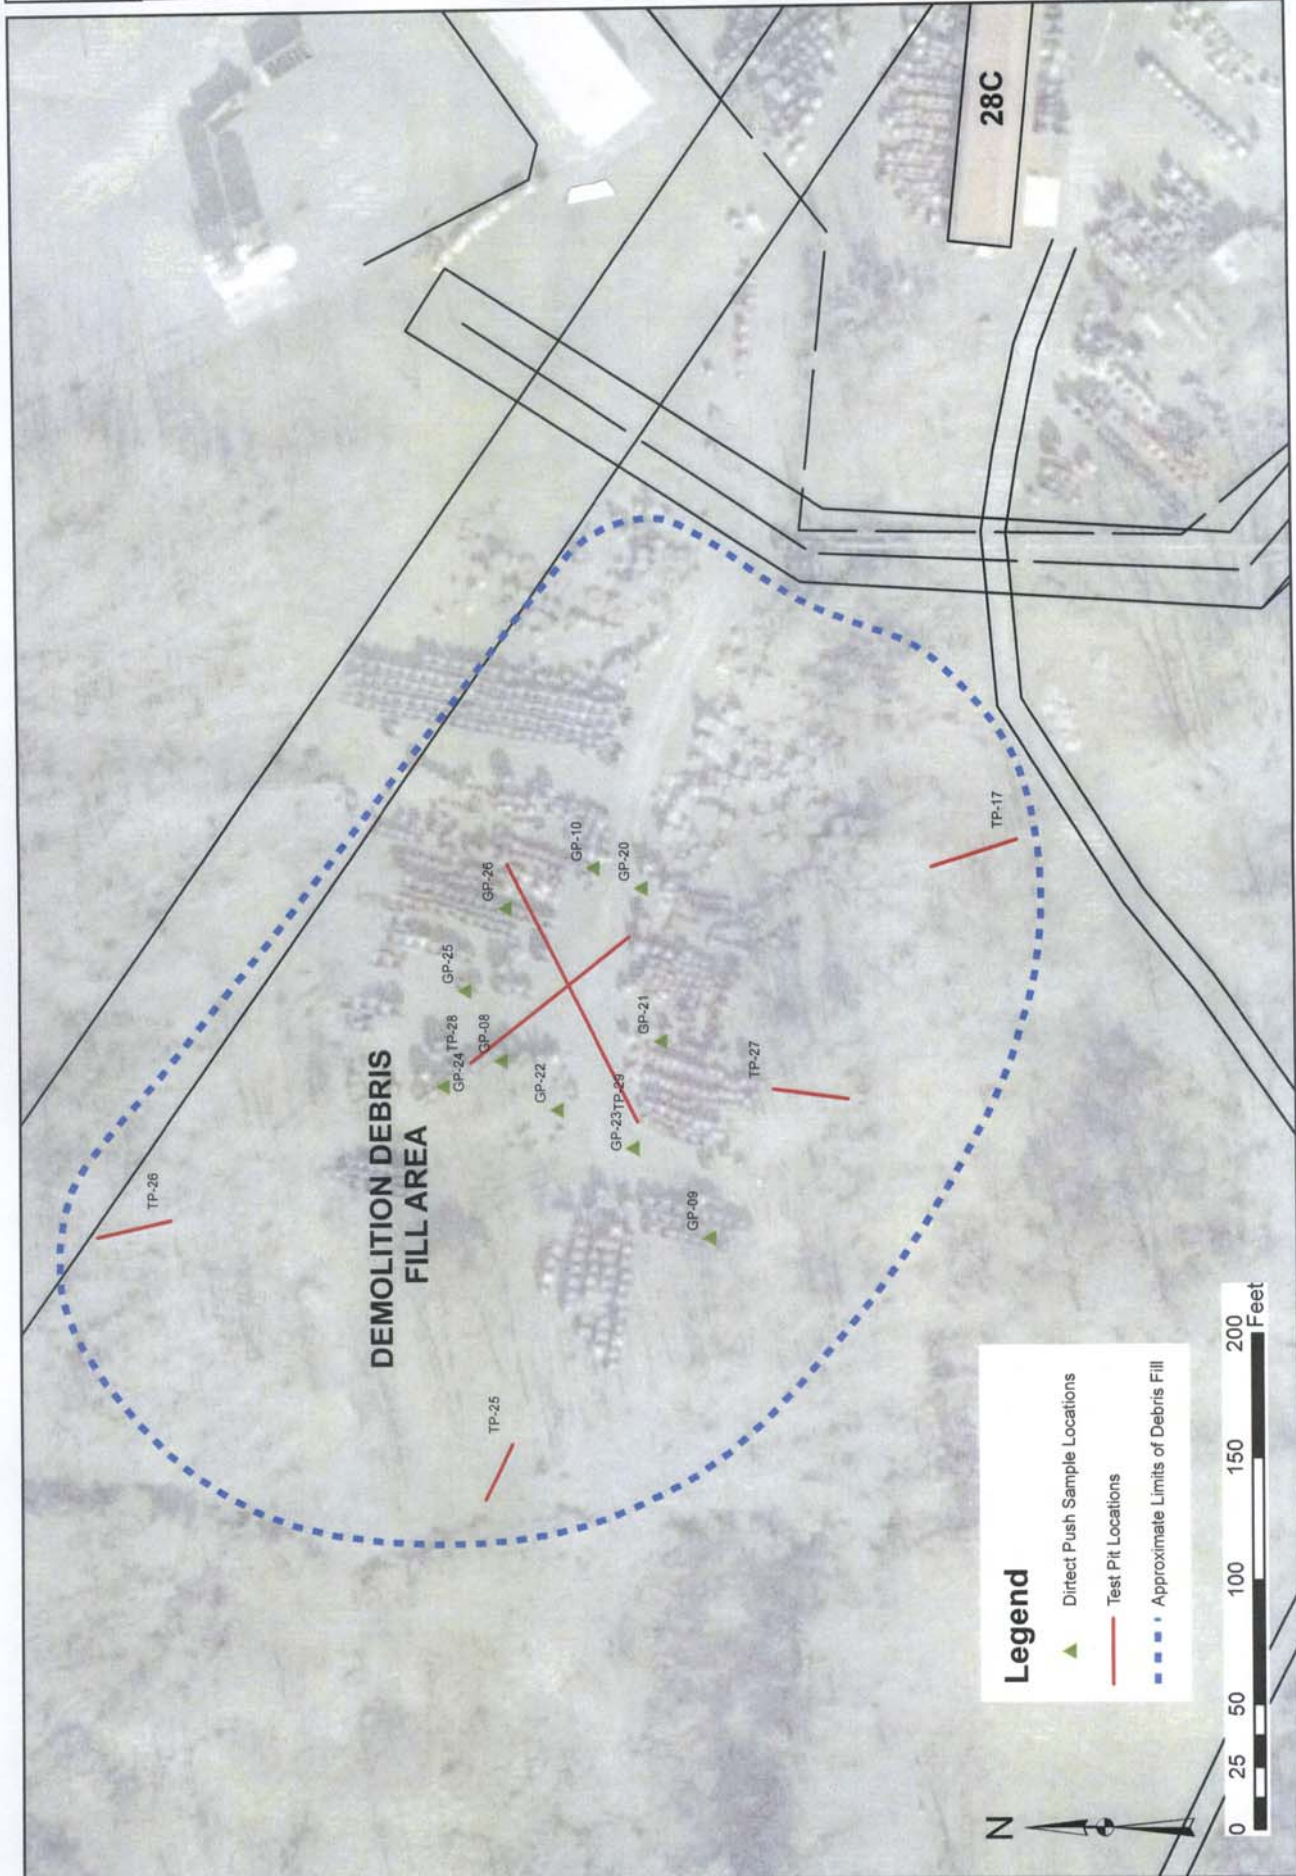 28C
DEMOLITION DEBRIS
FILL AREA
TP-26
TP-25
GP-24
TP-28
GP-25
GP-08
GP-26
GP-22
GP-10
GP-20
GP-23
TP-29
GP-21
GP-09
TP-27
TP-17
Legend
Dirtect Push Sample Locations
Test Pit Locations
Approximate Limits of Debris Fill
N
0 25 50 100 150 200
Feet